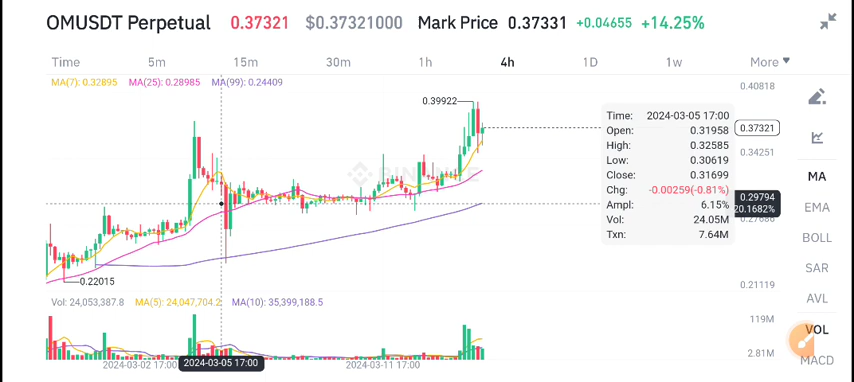 OMUSDT Perpetual 0.37321 $0.37321000 Mark Price 0.37331 +0.04655 +14.25%
Time 5m 15m 30m 1h 4h 1D 1w More
MA(7): 0.32895 MA(25): 0.28985 MA(99): 0.24409
0.40818
0.39922
Time: 2024-03-05 17:00
Open: 0.31958
High: 0.32585
Low: 0.30619
Close: 0.31699
Chg: -0.00259(-0.81%)
Ampl: 6.15%
Vol: 24.05M
Txn: 7.64M
0.37321
0.34251
BINANCE
0.29794
20.1682%
0.27686
0.22015
0.21119
MA
EMA
BOLL
SAR
AVL
VOL
MACD
Vol: 24,053,387.8 MA(5): 24,047,704.2 MA(10): 35,399,188.5
119M
2.81M
2024-03-02 17:00 2024-03-05 17:00 2024-03-11 17:00